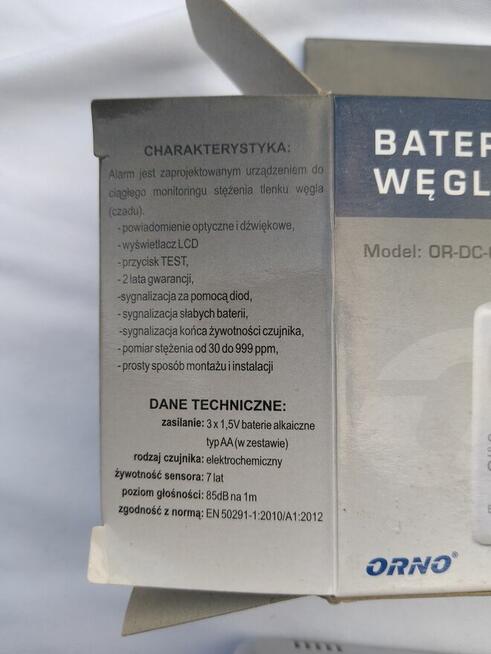 CHARAKTERYSTYKA:
Alarm jest zaprojektowanym urządzeniem do
ciągłego monitoringu stężenia tlenku węgla
(czadu).
-powiadomienie optyczne i dźwiękowe,
-wyświetlacz LCD
-przycisk TEST,
-2 lata gwarancji,
-sygnalizacja za pomocą diod,
- sygnalizacja słabych baterii,
-sygnalizacja końca żywotności czujnika,
- pomiar stężenia od 30 do 999 ppm,
-prosty sposób montażu i instalacji
DANE TECHNICZNE:
zasilanie: 3 x 1,5V baterie alkaiczne
typ AA (w zestawie)
rodzaj czujnika: elektrochemiczny
żywotność sensora: 7 lat
poziom głośności: 85dB na 1m
zgodność z normą: EN 50291-1:2010/A1:2012
BATER
WĘGL
Model: OR-DC-
ORNO®